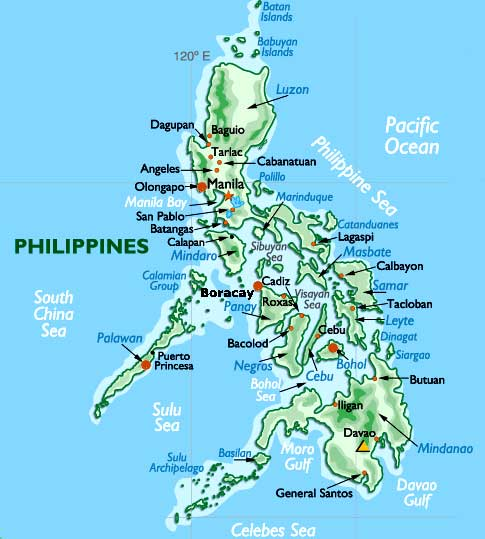 Batan
Islands
Babuyan
Islands
120° E
Luzon
Dagupan
Baguio
Pacific
Ocean
Tarlac
Cabanatuan
Angeles
Philippine Sea
Olongapo
Manila
Polillo
Manila Bay
Marinduque
San Pablo
Batangas
Catanduanes
Lagaspi
Calapan
PHILIPPINES
Sibuyan
Sea
Masbate
Mindaro
Calbayon
Calamian
Group
Cadiz
Samar
Boracay
Roxas
Visayan
Sea
Tacloban
South
China
Sea
Panay
Leyte
Palawan
Bacolod
Cebu
Dinagat
Siargao
Puerto
Princesa
Negros
Cebu
Bohol
Bohol
Sea
Butuan
Sulu
Sea
Iligan
Davao
Mindanao
Moro
Gulf
Basilan
Sulu
Archipelago
General Santos
Davao
Gulf
Celebes Sea